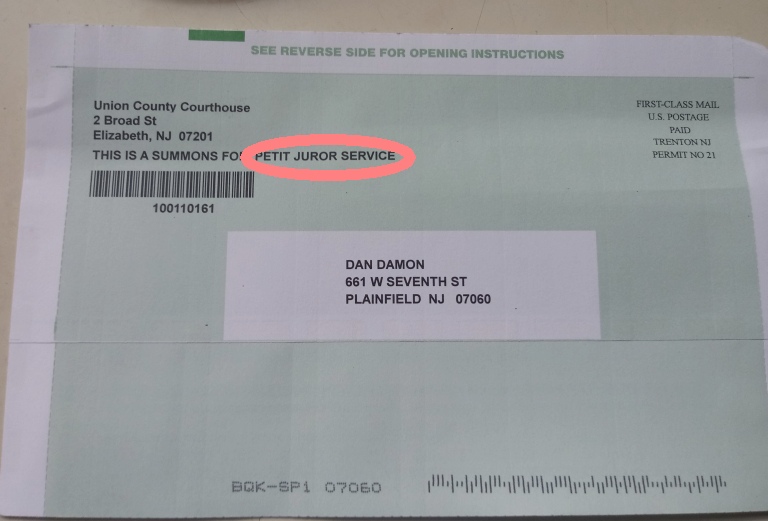 SEE REVERSE SIDE FOR OPENING INSTRUCTIONS
Union County Courthouse
2 Broad St
Elizabeth, NJ 07201
THIS IS A SUMMONS FOR PETIT JUROR SERVICE
100110161
FIRST-CLASS MAIL
U.S. POSTAGE
PAID
TRENTON NJ
PERMIT NO 21
DAN DAMON
661 W SEVENTH ST
PLAINFIELD NJ 07060
BQK-SP1 07060